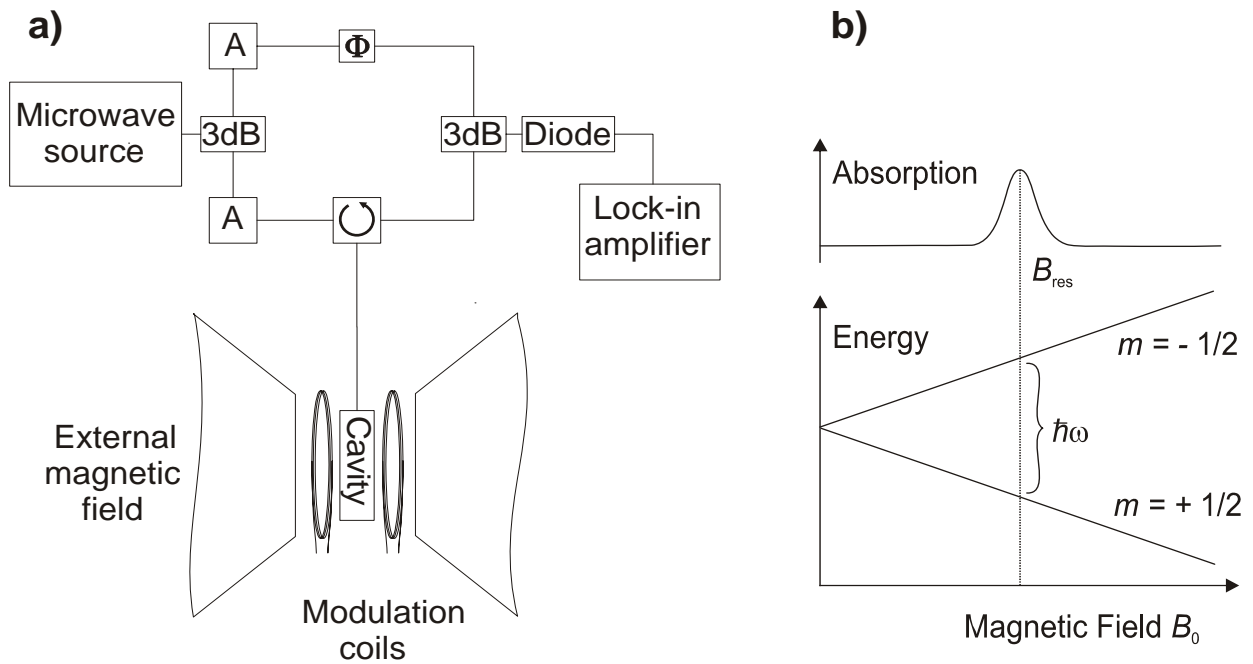 a)
A
Φ
Microwave
source
3dB
3dB
Diode
A
Lock-in
amplifier
External
magnetic
field
Cavity
Modulation
coils
b)
Absorption
B_res
Energy
m = - 1/2
ħω
m = + 1/2
Magnetic Field B_0